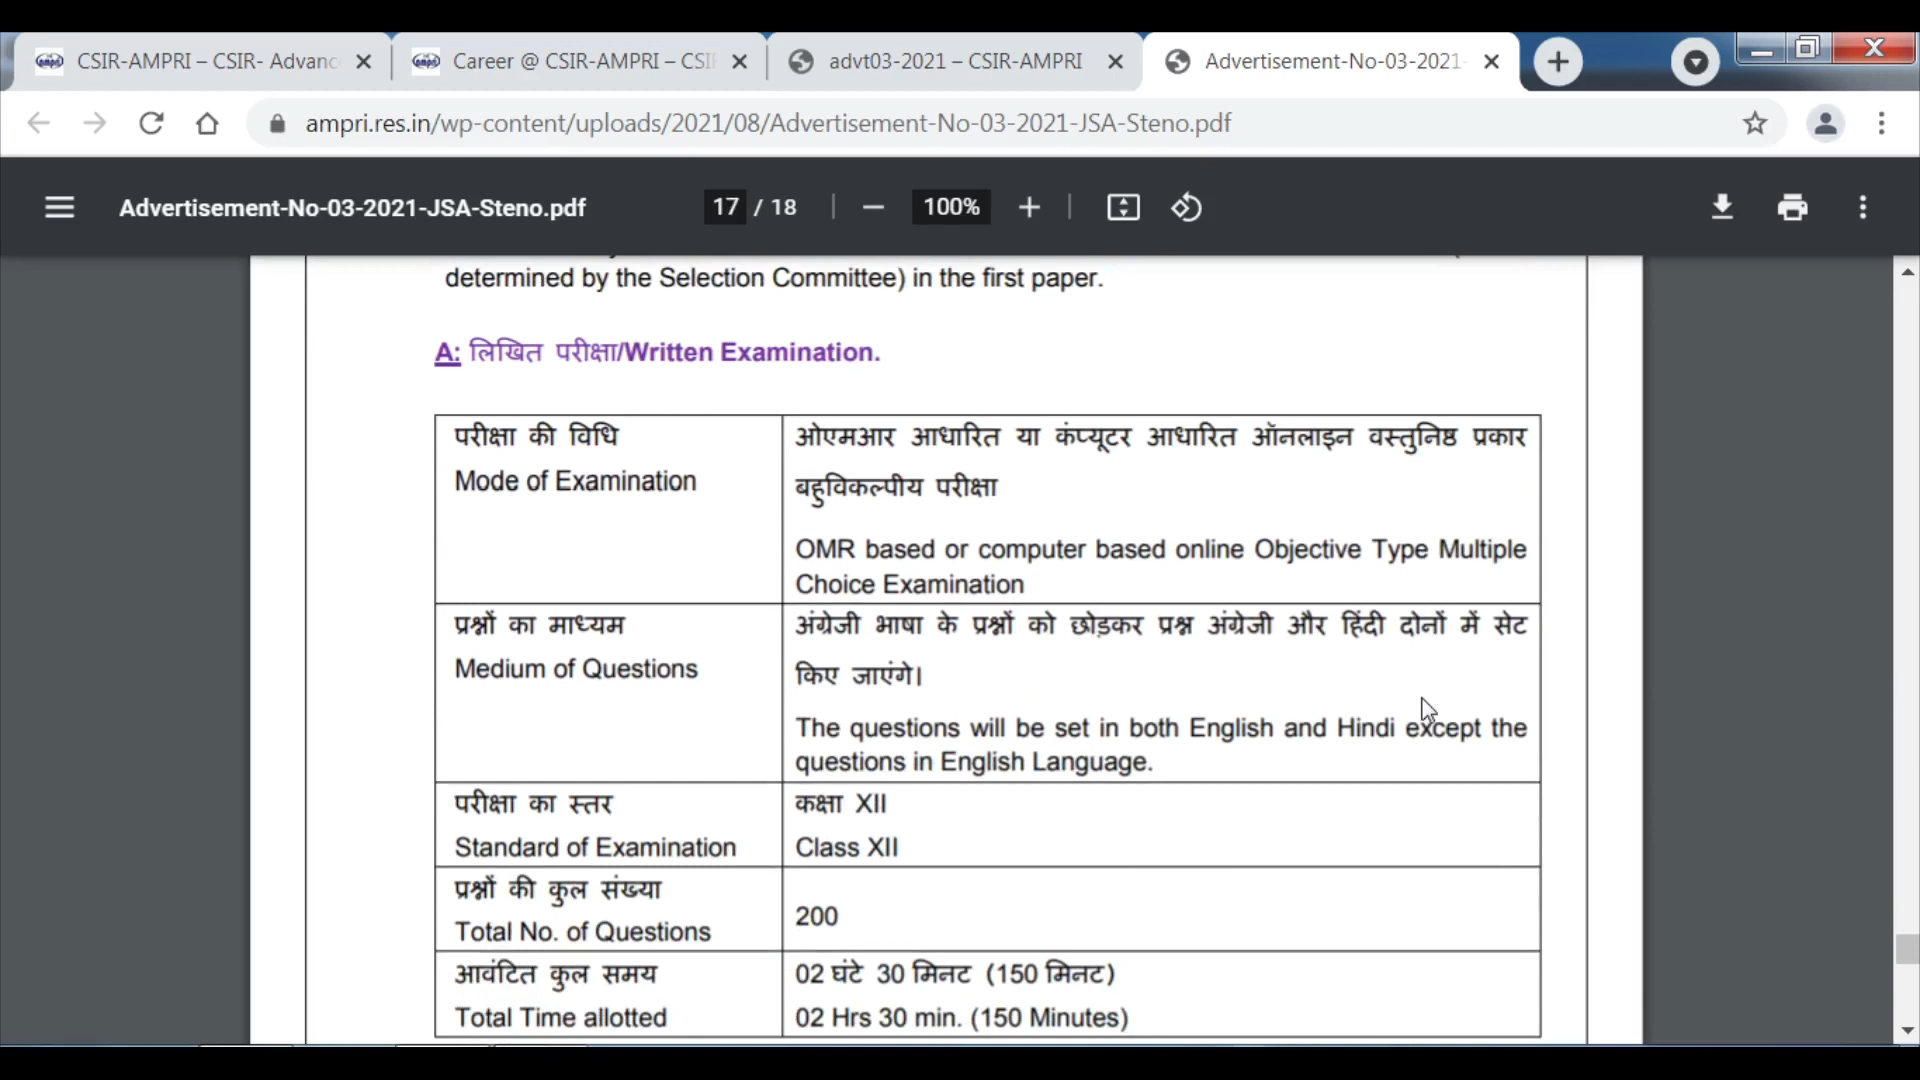 CSIR-AMPRI – CSIR- Advanc
Career @ CSIR-AMPRI – CSI
advt03-2021 – CSIR-AMPRI
Advertisement-No-03-2021-
ampri.res.in/wp-content/uploads/2021/08/Advertisement-No-03-2021-JSA-Steno.pdf
Advertisement-No-03-2021-JSA-Steno.pdf
17 / 18
100%
determined by the Selection Committee) in the first paper.
A: लिखित परीक्षा/Written Examination.
परीक्षा की विधि
Mode of Examination
ओएमआर आधारित या कंप्यूटर आधारित ऑनलाइन वस्तुनिष्ठ प्रकार
बहुविकल्पीय परीक्षा
OMR based or computer based online Objective Type Multiple
Choice Examination
प्रश्नों का माध्यम
Medium of Questions
अंग्रेजी भाषा के प्रश्नों को छोड़कर प्रश्न अंग्रेजी और हिंदी दोनों में सेट
किए जाएंगे।
The questions will be set in both English and Hindi except the
questions in English Language.
परीक्षा का स्तर
Standard of Examination
कक्षा XII
Class XII
प्रश्नों की कुल संख्या
Total No. of Questions
200
आवंटित कुल समय
Total Time allotted
02 घंटे 30 मिनट (150 मिनट)
02 Hrs 30 min. (150 Minutes)